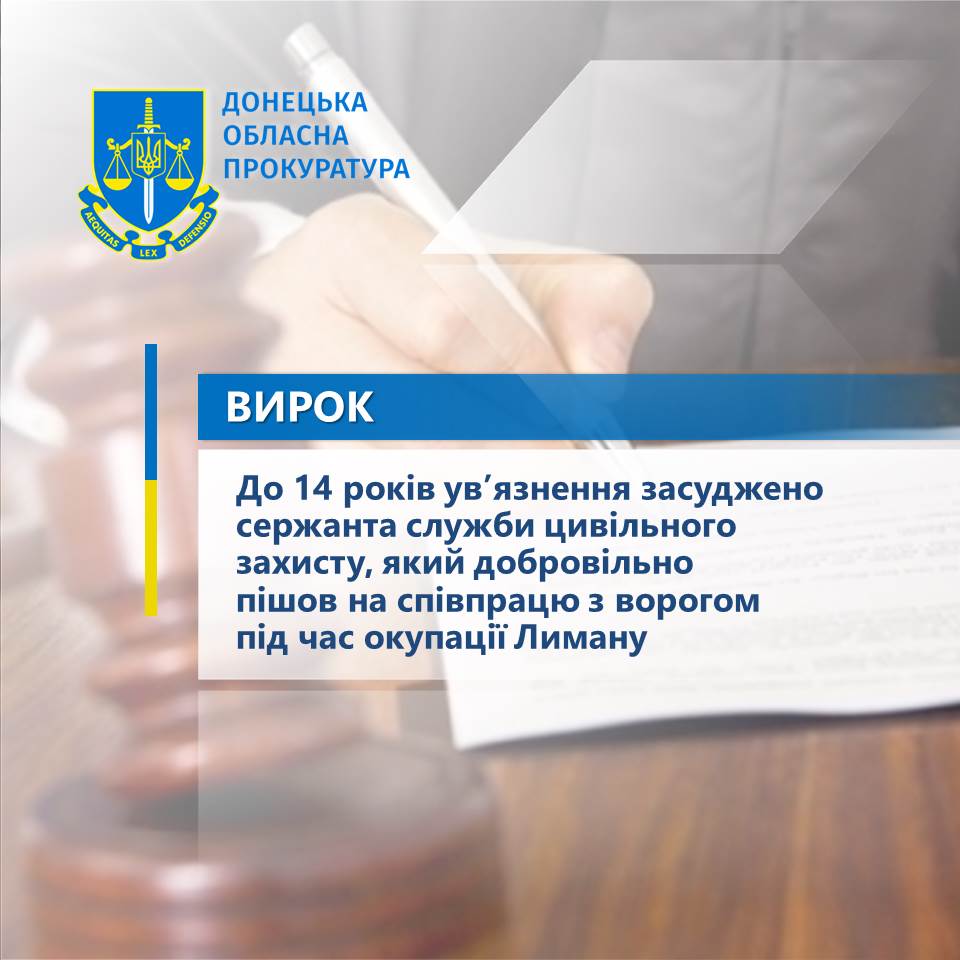 ДОНЕЦЬКА
ОБЛАСНА
ПРОКУРАТУРА
AEQUITAS
LEX
DEFENSIO
ВИРОК
До 14 років ув’язнення засуджено
сержанта служби цивільного
захисту, який добровільно
пішов на співпрацю з ворогом
під час окупації Лиману